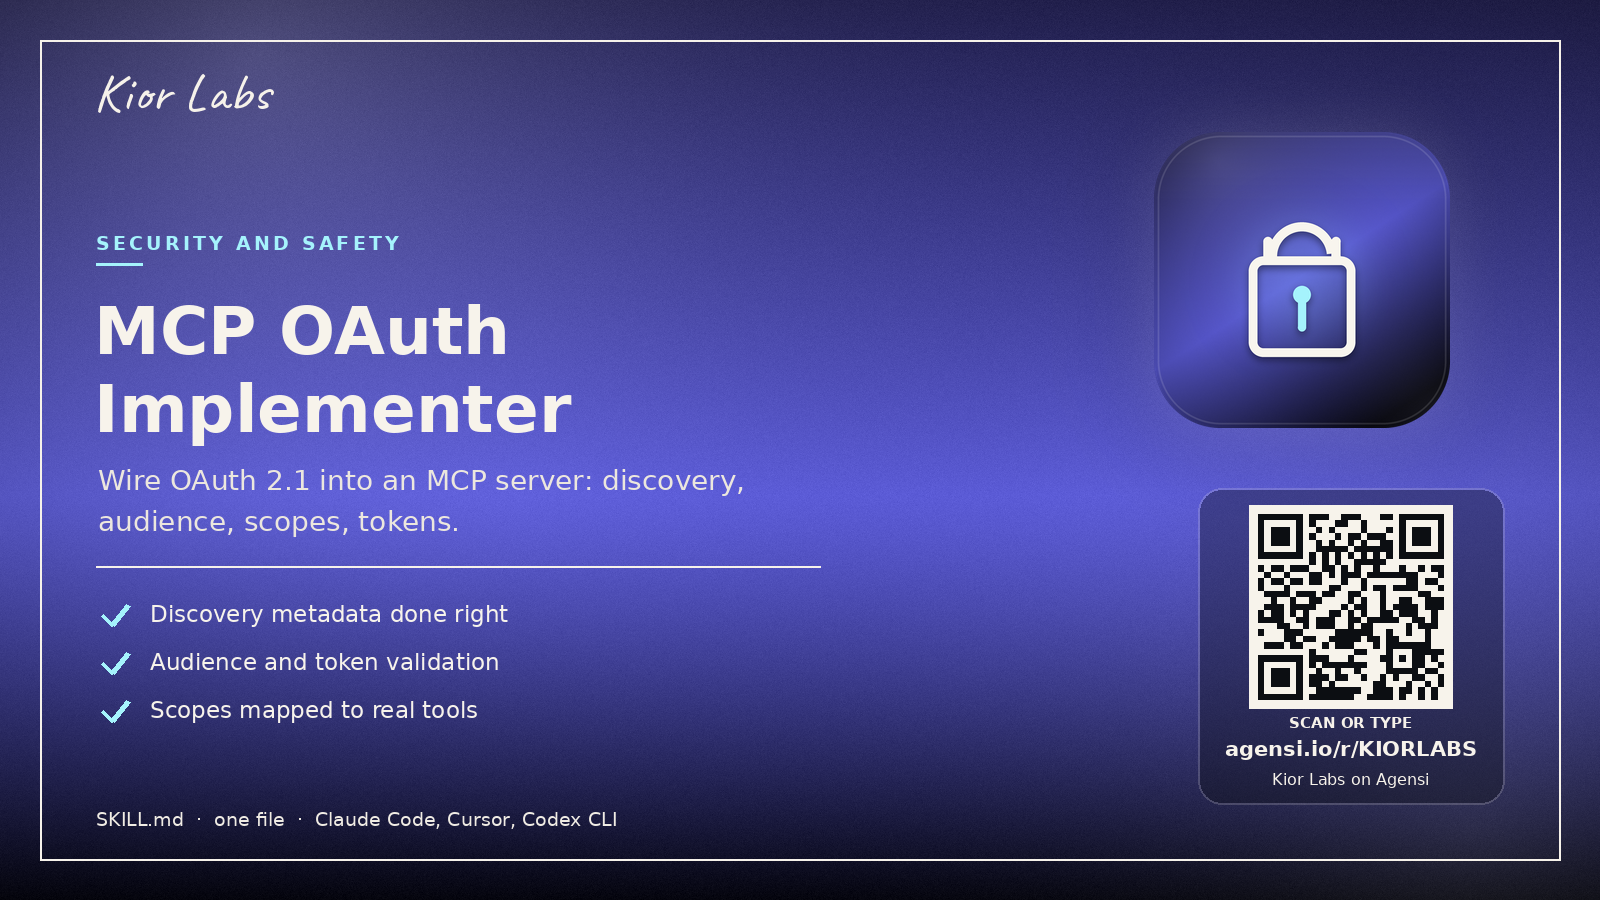 Kior Labs
SECURITY AND SAFETY
MCP OAuth
Implementer
Wire OAuth 2.1 into an MCP server: discovery,
audience, scopes, tokens.
Discovery metadata done right
Audience and token validation
Scopes mapped to real tools
SKILL.md · one file · Claude Code, Cursor, Codex CLI
SCAN OR TYPE
agensi.io/r/KIORLABS
Kior Labs on Agensi